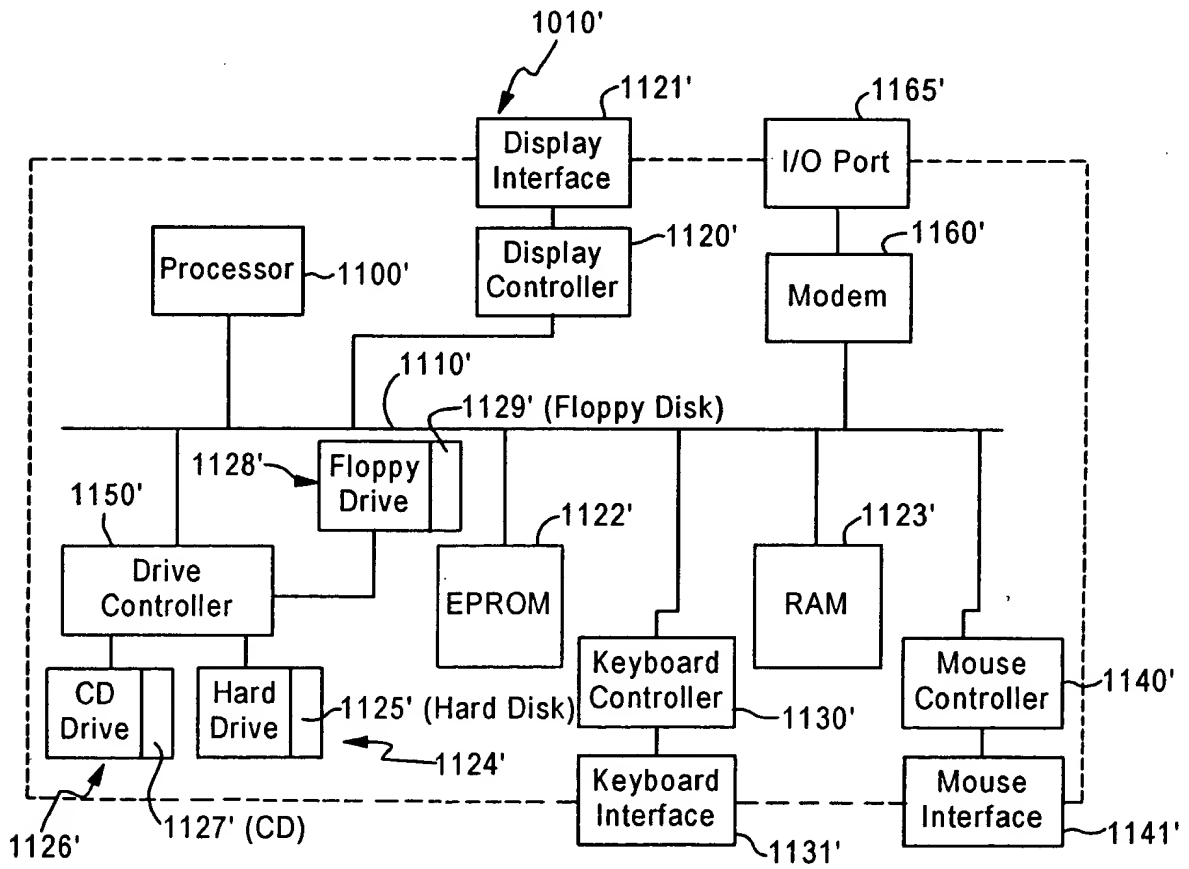 1010'
1121'
1165'
Display
Interface
I/O Port
1120'
1160'
Processor
1100'
Display
Controller
Modem
1110'
1129' (Floppy Disk)
1128'
Floppy
Drive
1150'
1122'
1123'
Drive
Controller
EPROM
RAM
CD
Drive
Hard
Drive
1125' (Hard Disk)
Keyboard
Controller
1130'
Mouse
Controller
1140'
1124'
Keyboard
Interface
Mouse
Interface
1126'
1127' (CD)
1131'
1141'